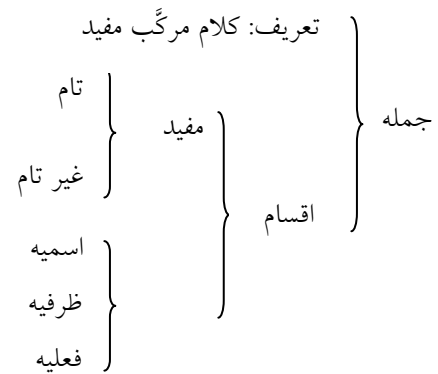 تعریف: کلام مرکَّب مفید
تام
مفید
جمله
غیر تام
اقسام
اسمیه
ظرفیه
فعلیه